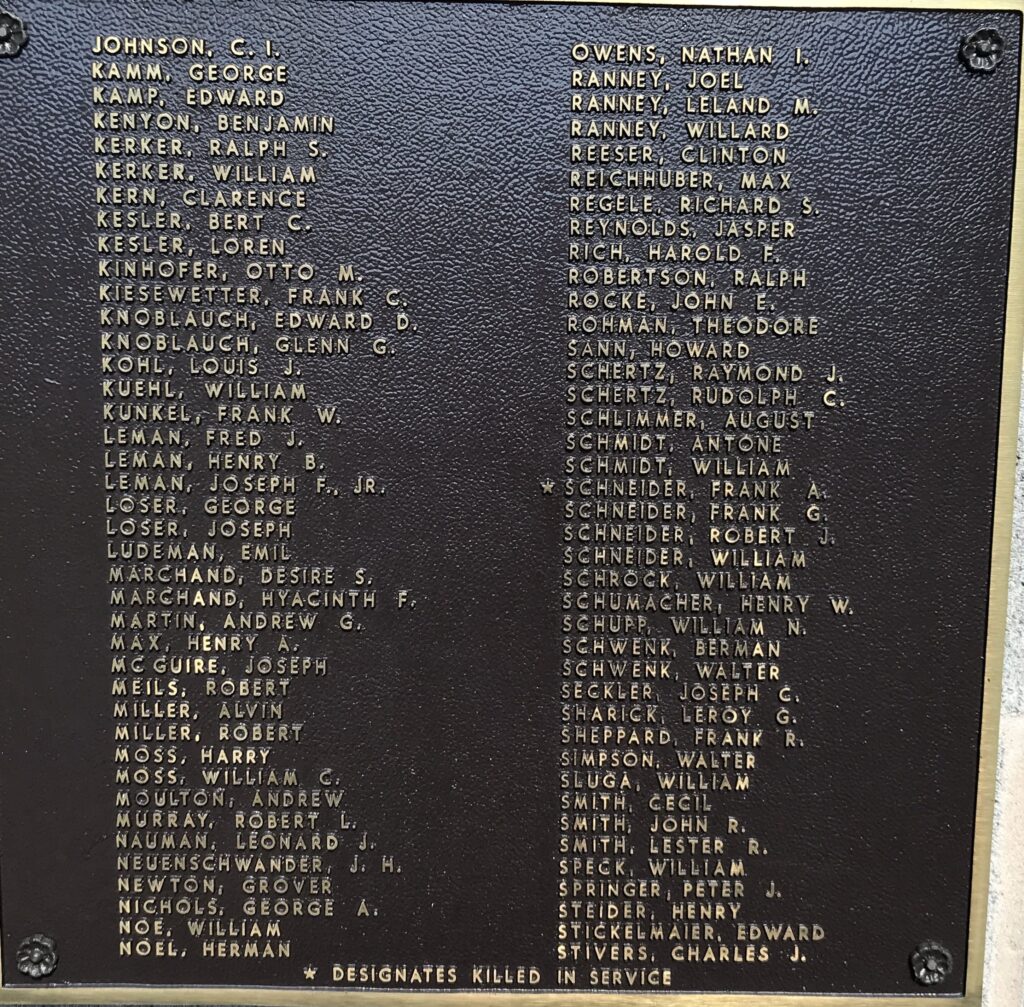 JOHNSON, C. I.
KAMM, GEORGE
KAMP, EDWARD
KENYON, BENJAMIN
KERKER, RALPH S.
KERKER, WILLIAM
KERN, CLARENCE
KESLER, BERT C.
KESLER, LOREN
KINHOFER, OTTO M.
KIESEWETTER, FRANK C.
KNOBLAUCH, EDWARD D.
KNOBLAUCH, GLENN G.
KOHL, LOUIS J.
KUEHL, WILLIAM
KUNKEL, FRANK W.
LEMAN, FRED J.
LEMAN, HENRY B.
LEMAN, JOSEPH F., JR.
LOSER, GEORGE
LOSER, JOSEPH
LUDEMAN, EMIL
MARCHAND, DESIRE S.
MARCHAND, HYACINTH F.
MARTIN, ANDREW G.
MAX, HENRY A.
MC GUIRE, JOSEPH
MEILS, ROBERT
MILLER, ALVIN
MILLER, ROBERT
MOSS, HARRY
MOSS, WILLIAM C.
MOULTON, ANDREW
MURRAY, ROBERT L.
NAUMAN, LEONARD J.
NEUENSCHWANDER, J. H.
NEWTON, GROVER
NICHOLS, GEORGE A.
NOE, WILLIAM
NOEL, HERMAN
OWENS, NATHAN I.
RANNEY, JOEL
RANNEY, LELAND M.
RANNEY, WILLARD
REESER, CLINTON
REICHHUBER, MAX
REGELE, RICHARD S.
REYNOLDS, JASPER
RICH, HAROLD F.
ROBERTSON, RALPH
ROCKE, JOHN E.
ROHMAN, THEODORE
SANN, HOWARD
SCHERTZ, RAYMOND J.
SCHERTZ, RUDOLPH C.
SCHLIMMER, AUGUST
SCHMIDT, ANTONE
SCHMIDT, WILLIAM
* SCHNEIDER, FRANK A.
SCHNEIDER, FRANK G.
SCHNEIDER, ROBERT J.
SCHNEIDER, WILLIAM
SCHROCK, WILLIAM
SCHUMACHER, HENRY W.
SCHUPP, WILLIAM N.
SCHWENK, BERMAN
SCHWENK, WALTER
SECKLER, JOSEPH C.
SHARICK, LEROY G.
SHEPPARD, FRANK R.
SIMPSON, WALTER
SLUGA, WILLIAM
SMITH, CECIL
SMITH, JOHN R.
SMITH, LESTER R.
SPECK, WILLIAM
SPRINGER, PETER J.
STEIDER, HENRY
STICKELMAIER, EDWARD
STIVERS, CHARLES J.
* DESIGNATES KILLED IN SERVICE